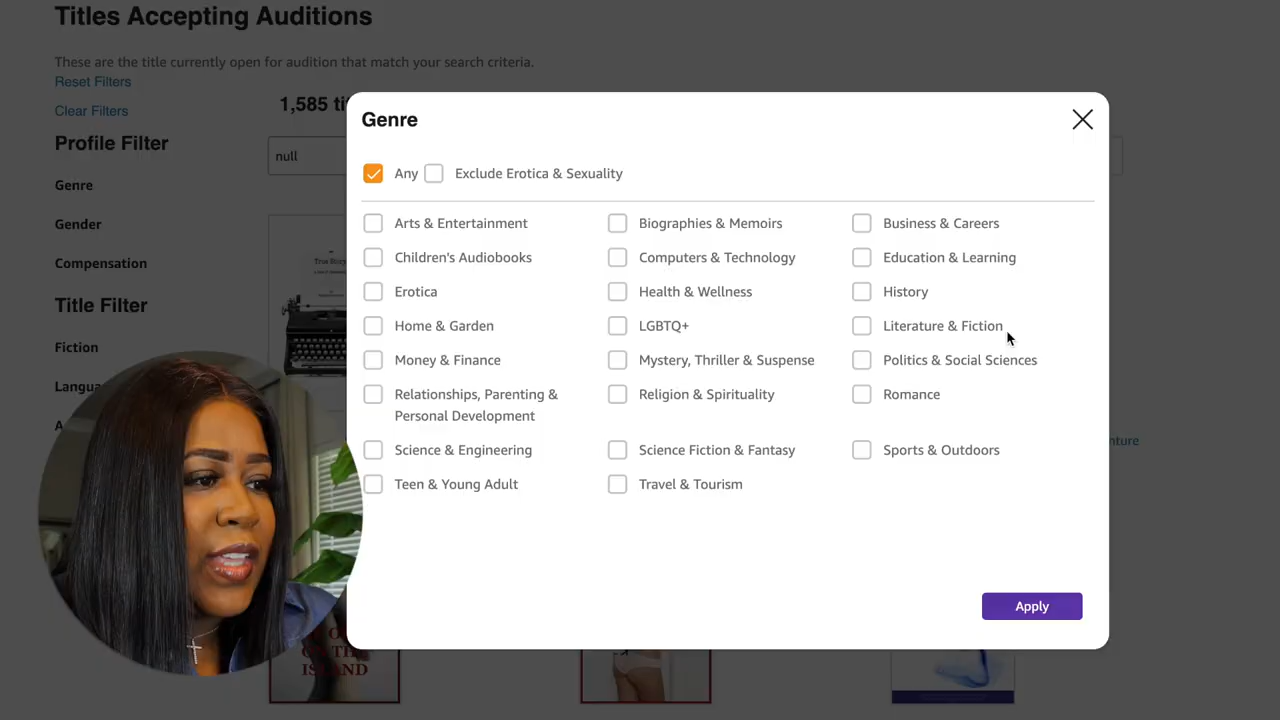 Titles Accepting Auditions
These are the title currently open for audition that match your search criteria.
Reset Filters
Clear Filters
1,585 ti
Profile Filter
null
Genre
Gender
Compensation
Title Filter
Fiction
Langua
A
Genre
Any
Exclude Erotica & Sexuality
Arts & Entertainment
Biographies & Memoirs
Business & Careers
Children's Audiobooks
Computers & Technology
Education & Learning
Erotica
Health & Wellness
History
Home & Garden
LGBTQ+
Literature & Fiction
Money & Finance
Mystery, Thriller & Suspense
Politics & Social Sciences
Relationships, Parenting &
Personal Development
Religion & Spirituality
Romance
Science & Engineering
Science Fiction & Fantasy
Sports & Outdoors
Teen & Young Adult
Travel & Tourism
Apply
nture
ISLAND